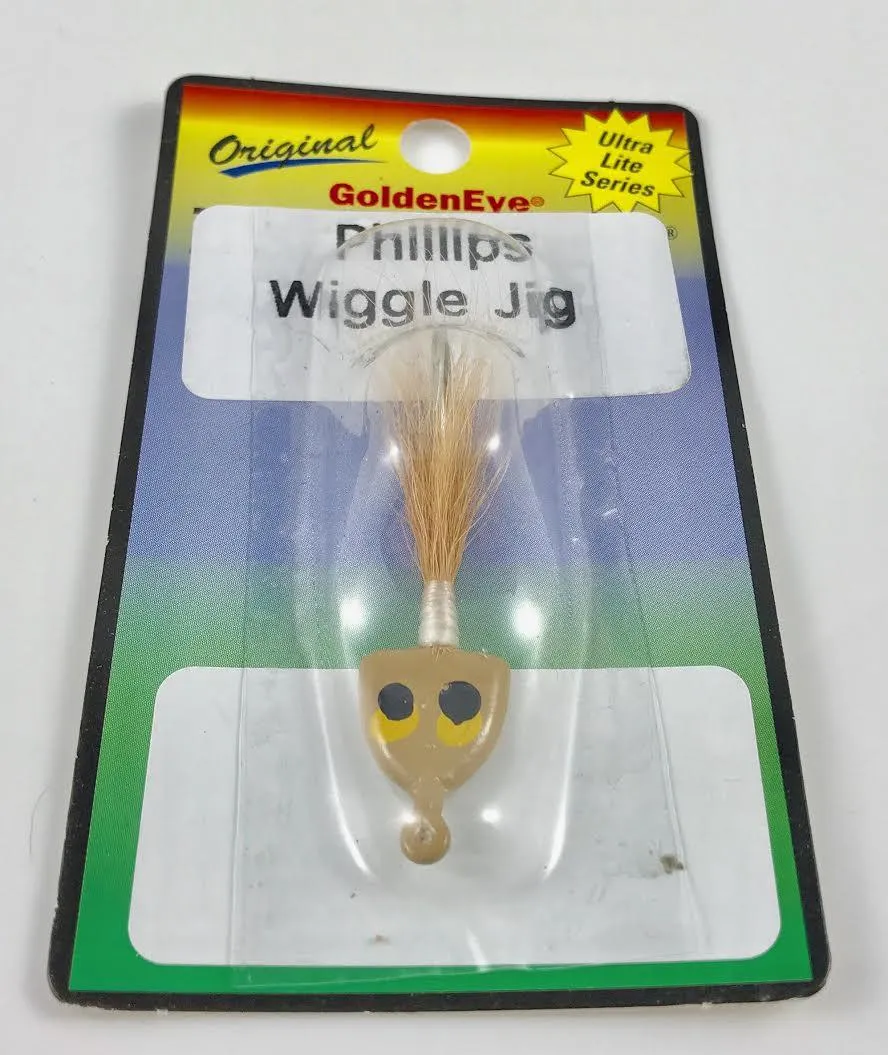 Original
Ultra
Lite
Series
GoldenEye®
®
Phillips
Wiggle Jig